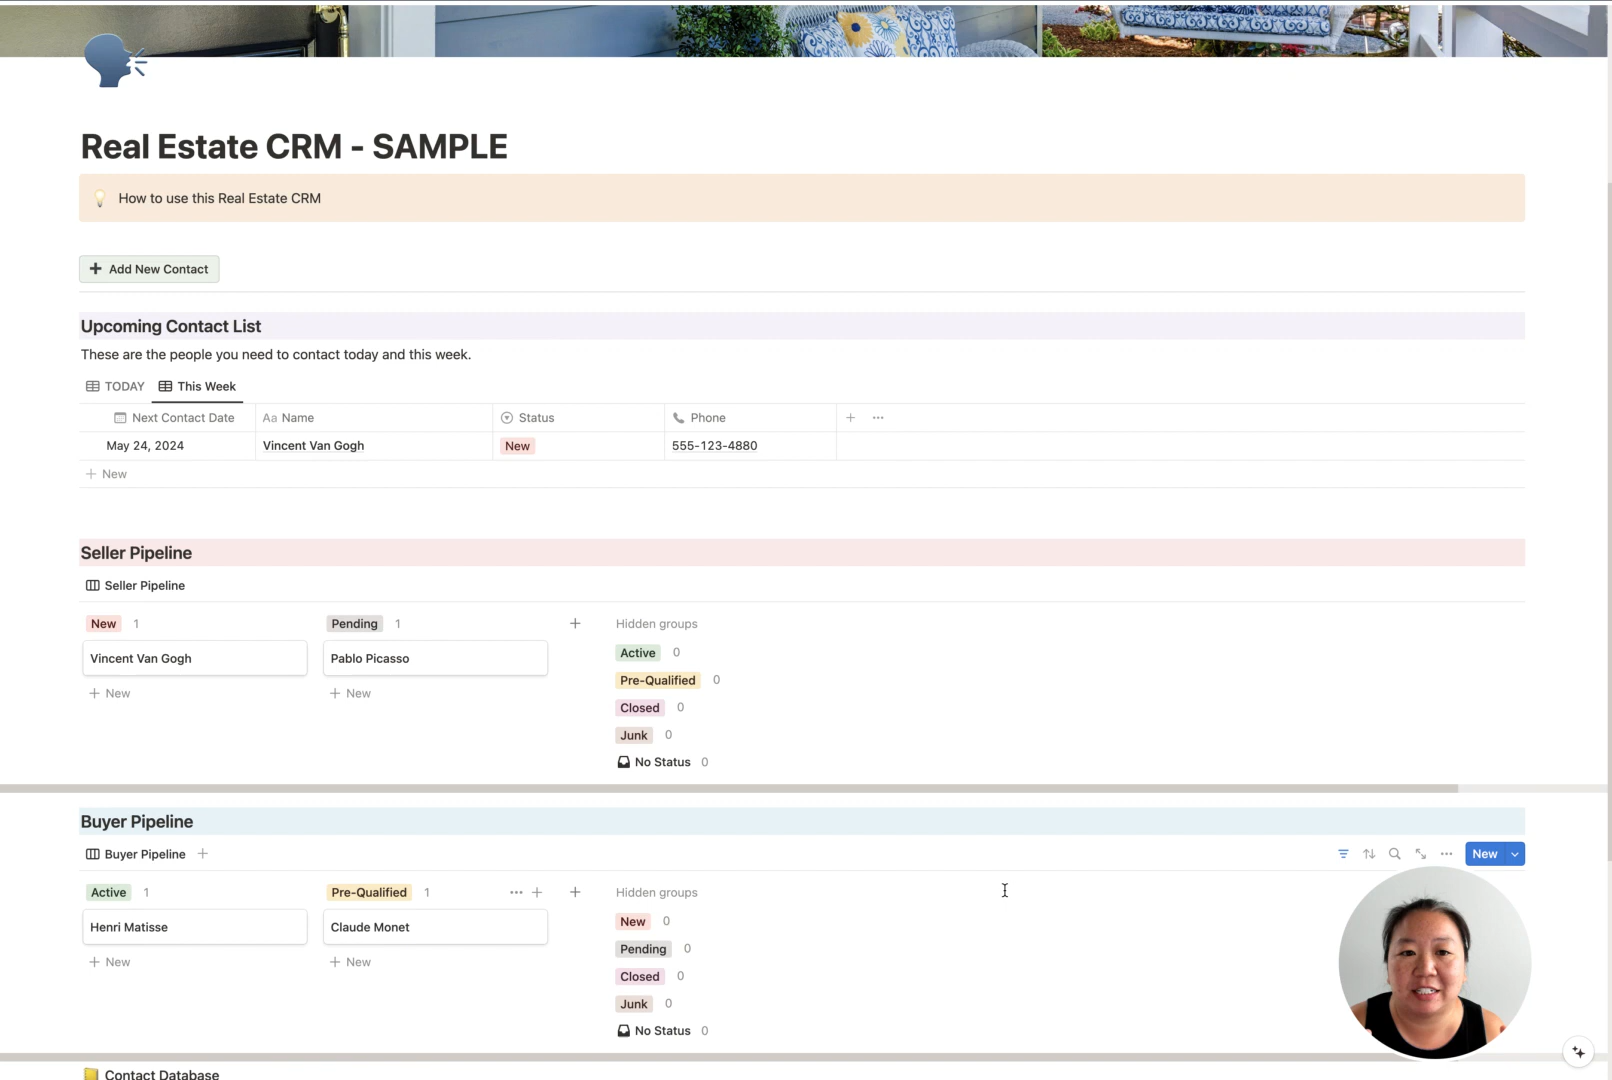 Real Estate CRM - SAMPLE
How to use this Real Estate CRM
Add New Contact
Upcoming Contact List
These are the people you need to contact today and this week.
TODAY This Week
Next Contact Date Aa Name Status Phone
May 24, 2024 Vincent Van Gogh New 555-123-4880
+ New
Seller Pipeline
Seller Pipeline
New 1 Pending 1 Hidden groups
Vincent Van Gogh Pablo Picasso
Active 0
+ New + New
Pre-Qualified 0
Closed 0
Junk 0
No Status 0
Buyer Pipeline
Buyer Pipeline New
Active 1 Pre-Qualified 1 Hidden groups
Henri Matisse Claude Monet
New 0
+ New + New
Pending 0
Closed 0
Junk 0
No Status 0
Contact Database